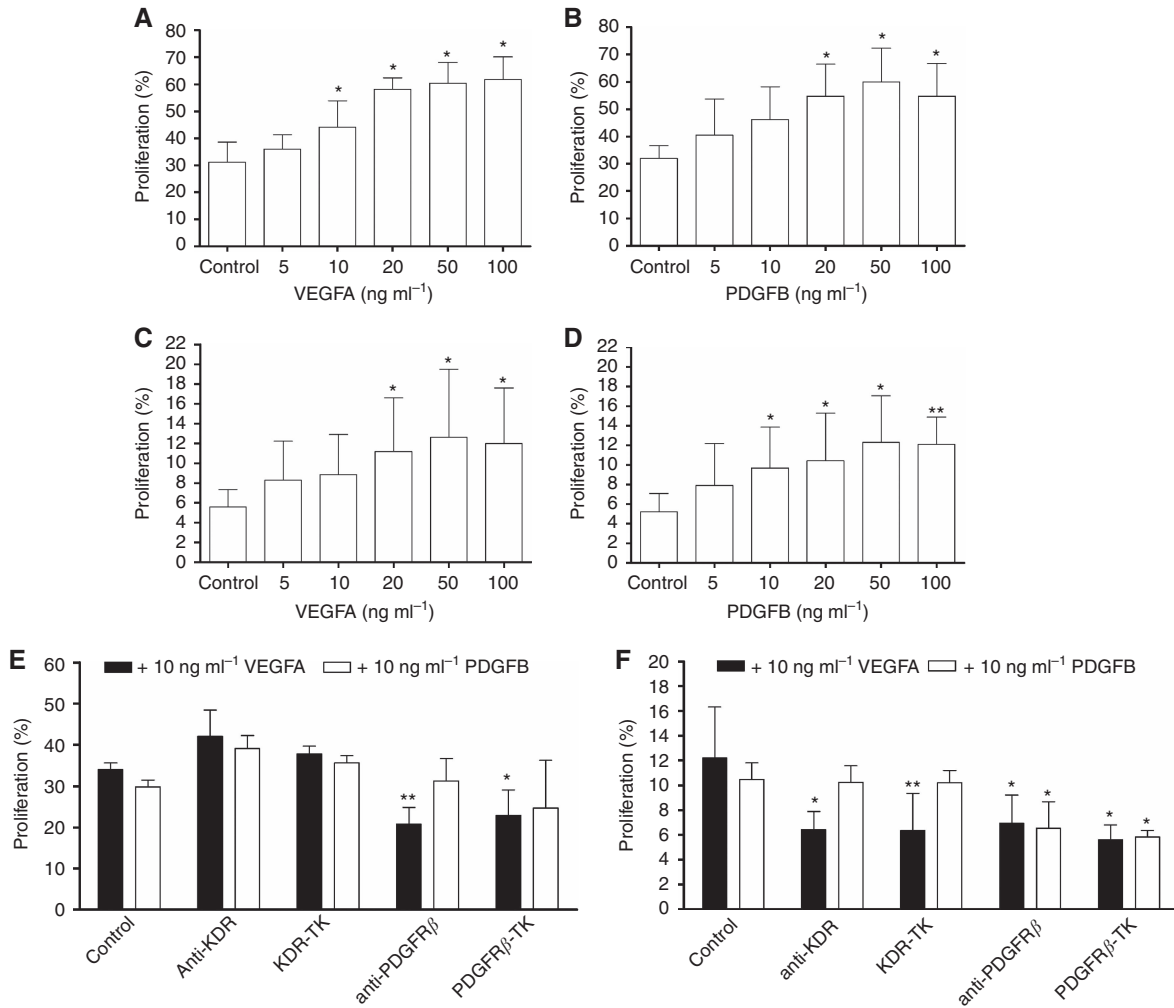 A
Proliferation (%)
80
70
60
50
40
30
20
10
0
* * * *
Control 5 10 20 50 100
VEGFA (ng ml⁻¹)
B
Proliferation (%)
80
70
60
50
40
30
20
10
0
* * *
Control 5 10 20 50 100
PDGFB (ng ml⁻¹)
C
Proliferation (%)
22
20
18
16
14
12
10
8
6
4
2
0
* * *
Control 5 10 20 50 100
VEGFA (ng ml⁻¹)
D
Proliferation (%)
22
20
18
16
14
12
10
8
6
4
2
0
* * * **
Control 5 10 20 50 100
PDGFB (ng ml⁻¹)
E
+ 10 ng ml⁻¹ VEGFA + 10 ng ml⁻¹ PDGFB
Proliferation (%)
60
50
40
30
20
10
0
** *
Control Anti-KDR KDR-TK anti-PDGFRβ PDGFRβ-TK
F
+ 10 ng ml⁻¹ VEGFA + 10 ng ml⁻¹ PDGFB
Proliferation (%)
20
18
16
14
12
10
8
6
4
2
0
* ** * * * *
Control anti-KDR KDR-TK anti-PDGFRβ PDGFRβ-TK